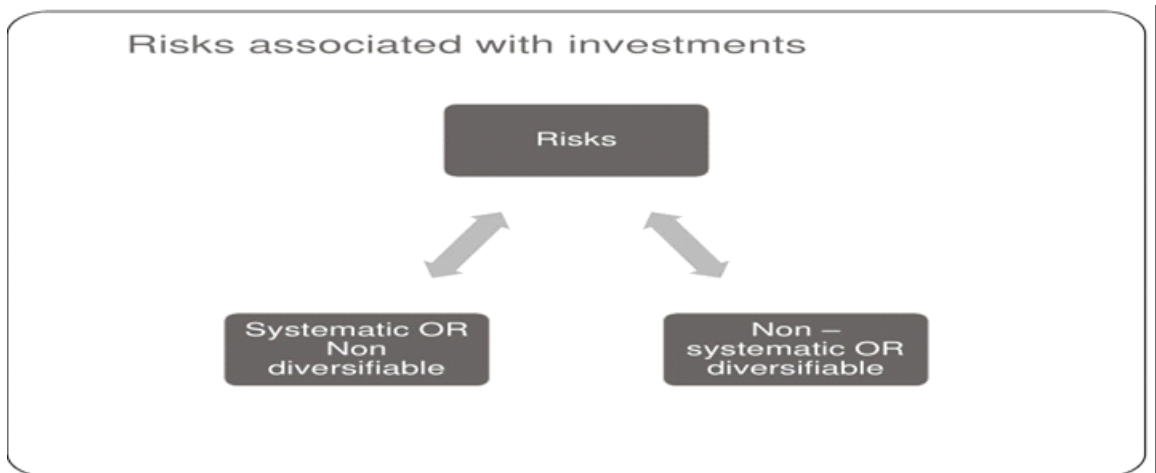 Risks associated with investments
Risks
Systematic OR
Non
diversifiable
Non –
systematic OR
diversifiable